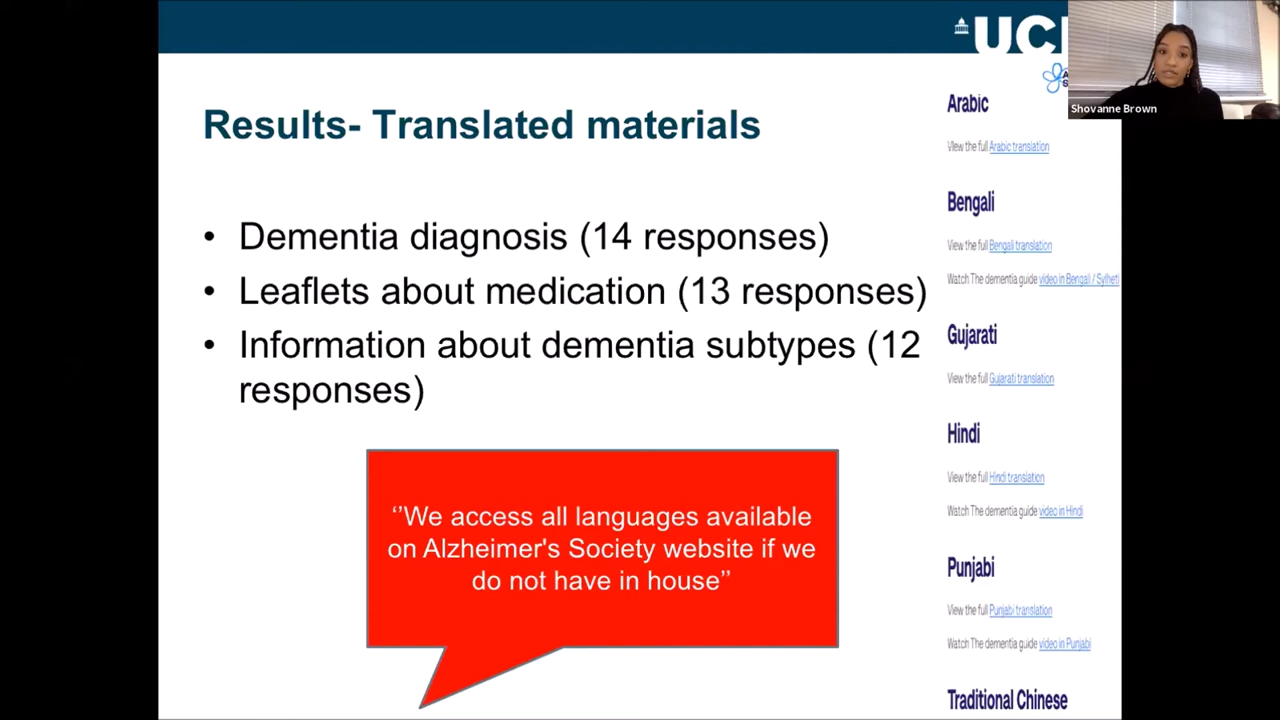 UCL
Shovanne Brown
Results- Translated materials
• Dementia diagnosis (14 responses)
• Leaflets about medication (13 responses)
• Information about dementia subtypes (12
responses)
‘’We access all languages available
on Alzheimer's Society website if we
do not have in house’’
Arabic
View the full Arabic translation
Bengali
View the full Bengali translation
Watch The dementia guide video in Bengali / Sylheti
Gujarati
View the full Gujarati translation
Hindi
View the full Hindi translation
Watch The dementia guide video in Hindi
Punjabi
View the full Punjabi translation
Watch The dementia guide video in Punjabi
Traditional Chinese